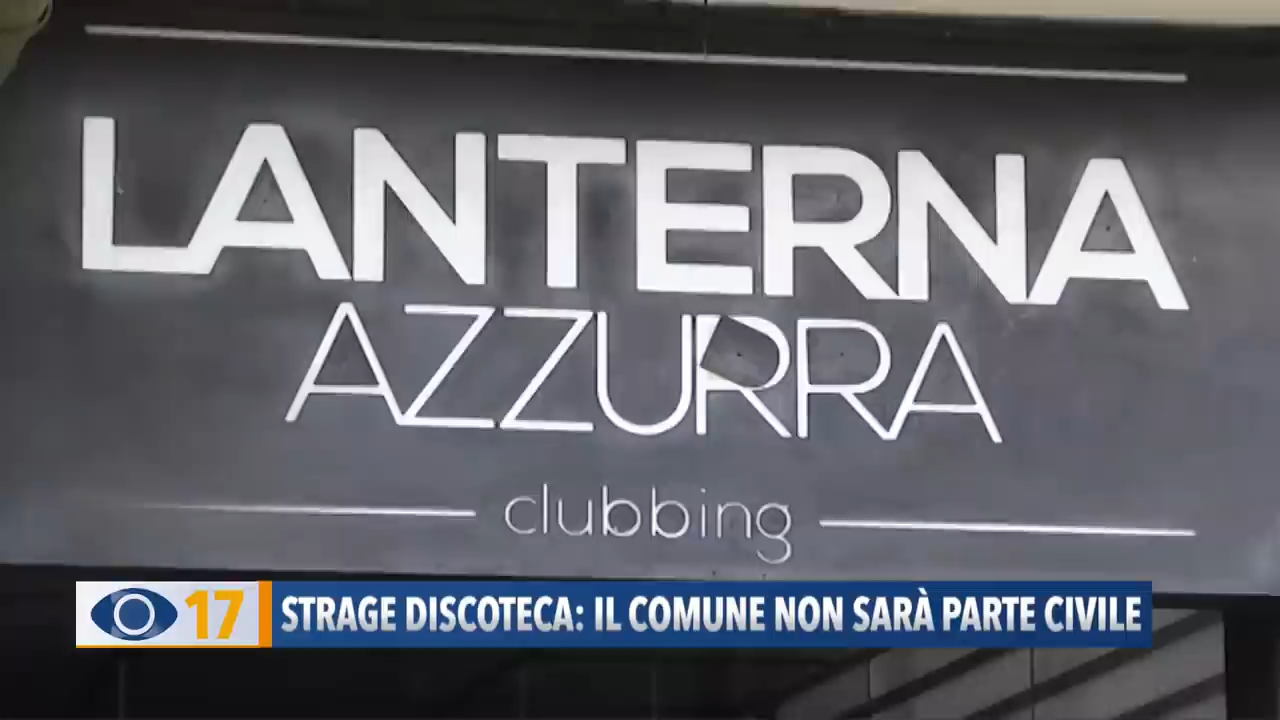 LANTERNA
AZZURRA
clubbing
17 STRAGE DISCOTECA: IL COMUNE NON SARÀ PARTE CIVILE